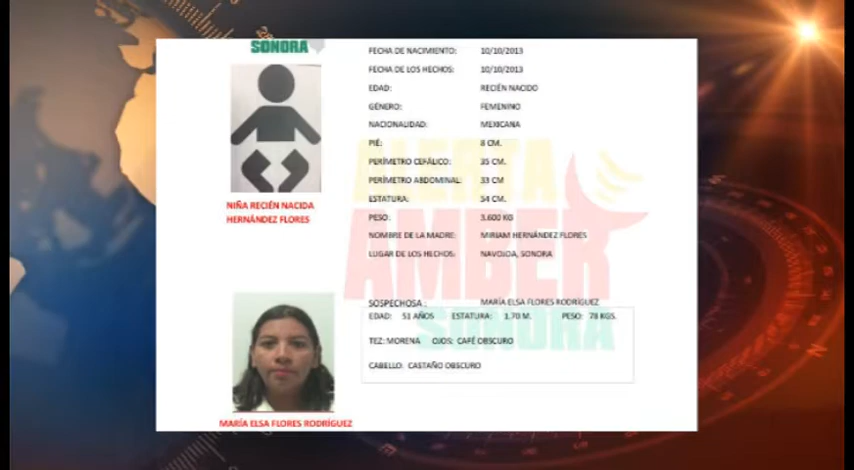 SONORA
FECHA DE NACIMIENTO: 10/10/2013
FECHA DE LOS HECHOS: 10/10/2013
EDAD: RECIÉN NACIDO
GÉNERO: FEMENINO
NACIONALIDAD: MEXICANA
PIÉ: 8 CM.
PERÍMETRO CEFÁLICO: 35 CM.
PERÍMETRO ABDOMINAL: 33 CM
ESTATURA: 54 CM.
PESO: 3.600 KG
NOMBRE DE LA MADRE: MIRIAM HERNÁNDEZ FLORES
LUGAR DE LOS HECHOS: NAVOJOA, SONORA
NIÑA RECIÉN NACIDA
HERNÁNDEZ FLORES
ALERTA
AMBER
SONORA
SOSPECHOSA: MARÍA ELSA FLORES RODRÍGUEZ
EDAD: 51 AÑOS ESTATURA: 1.70 M. PESO: 78 KGS.
TEZ: MORENA OJOS: CAFÉ OBSCURO
CABELLO: CASTAÑO OBSCURO
MARÍA ELSA FLORES RODRÍGUEZ